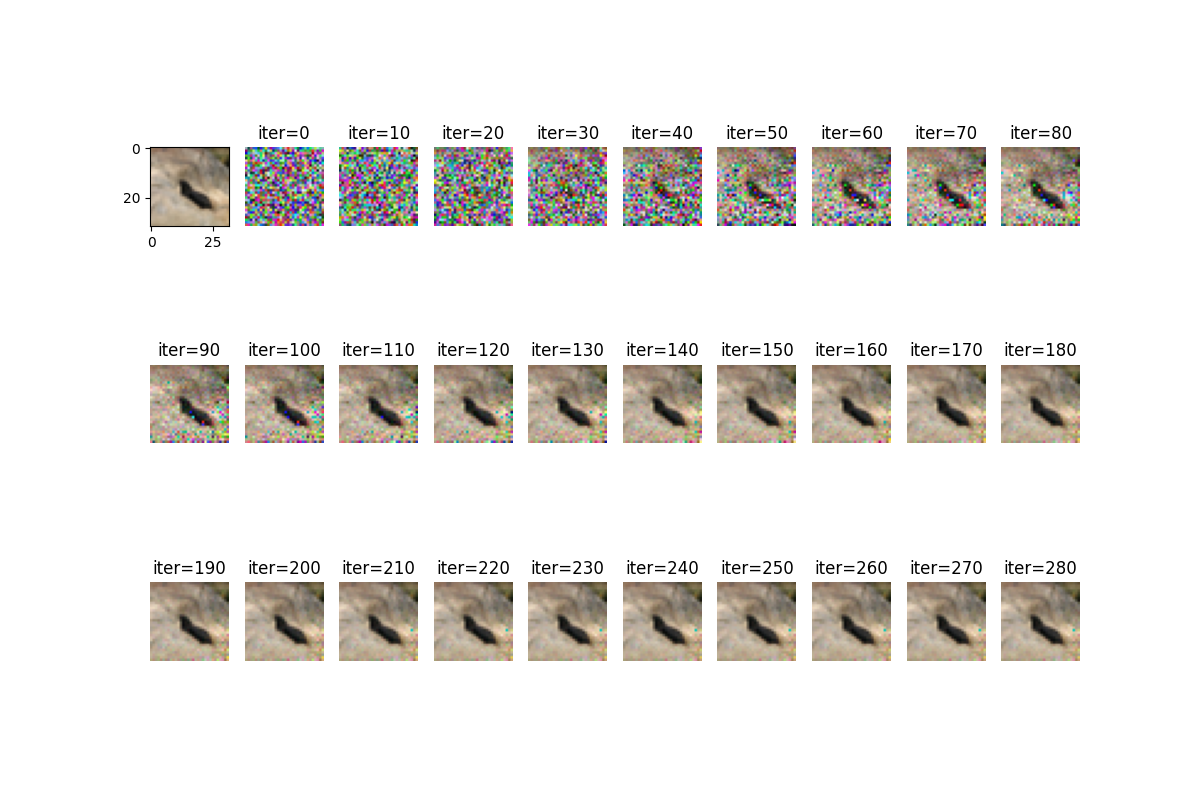 iter=0 iter=10 iter=20 iter=30 iter=40 iter=50 iter=60 iter=70 iter=80
0
20
0 25
iter=90 iter=100 iter=110 iter=120 iter=130 iter=140 iter=150 iter=160 iter=170 iter=180
iter=190 iter=200 iter=210 iter=220 iter=230 iter=240 iter=250 iter=260 iter=270 iter=280